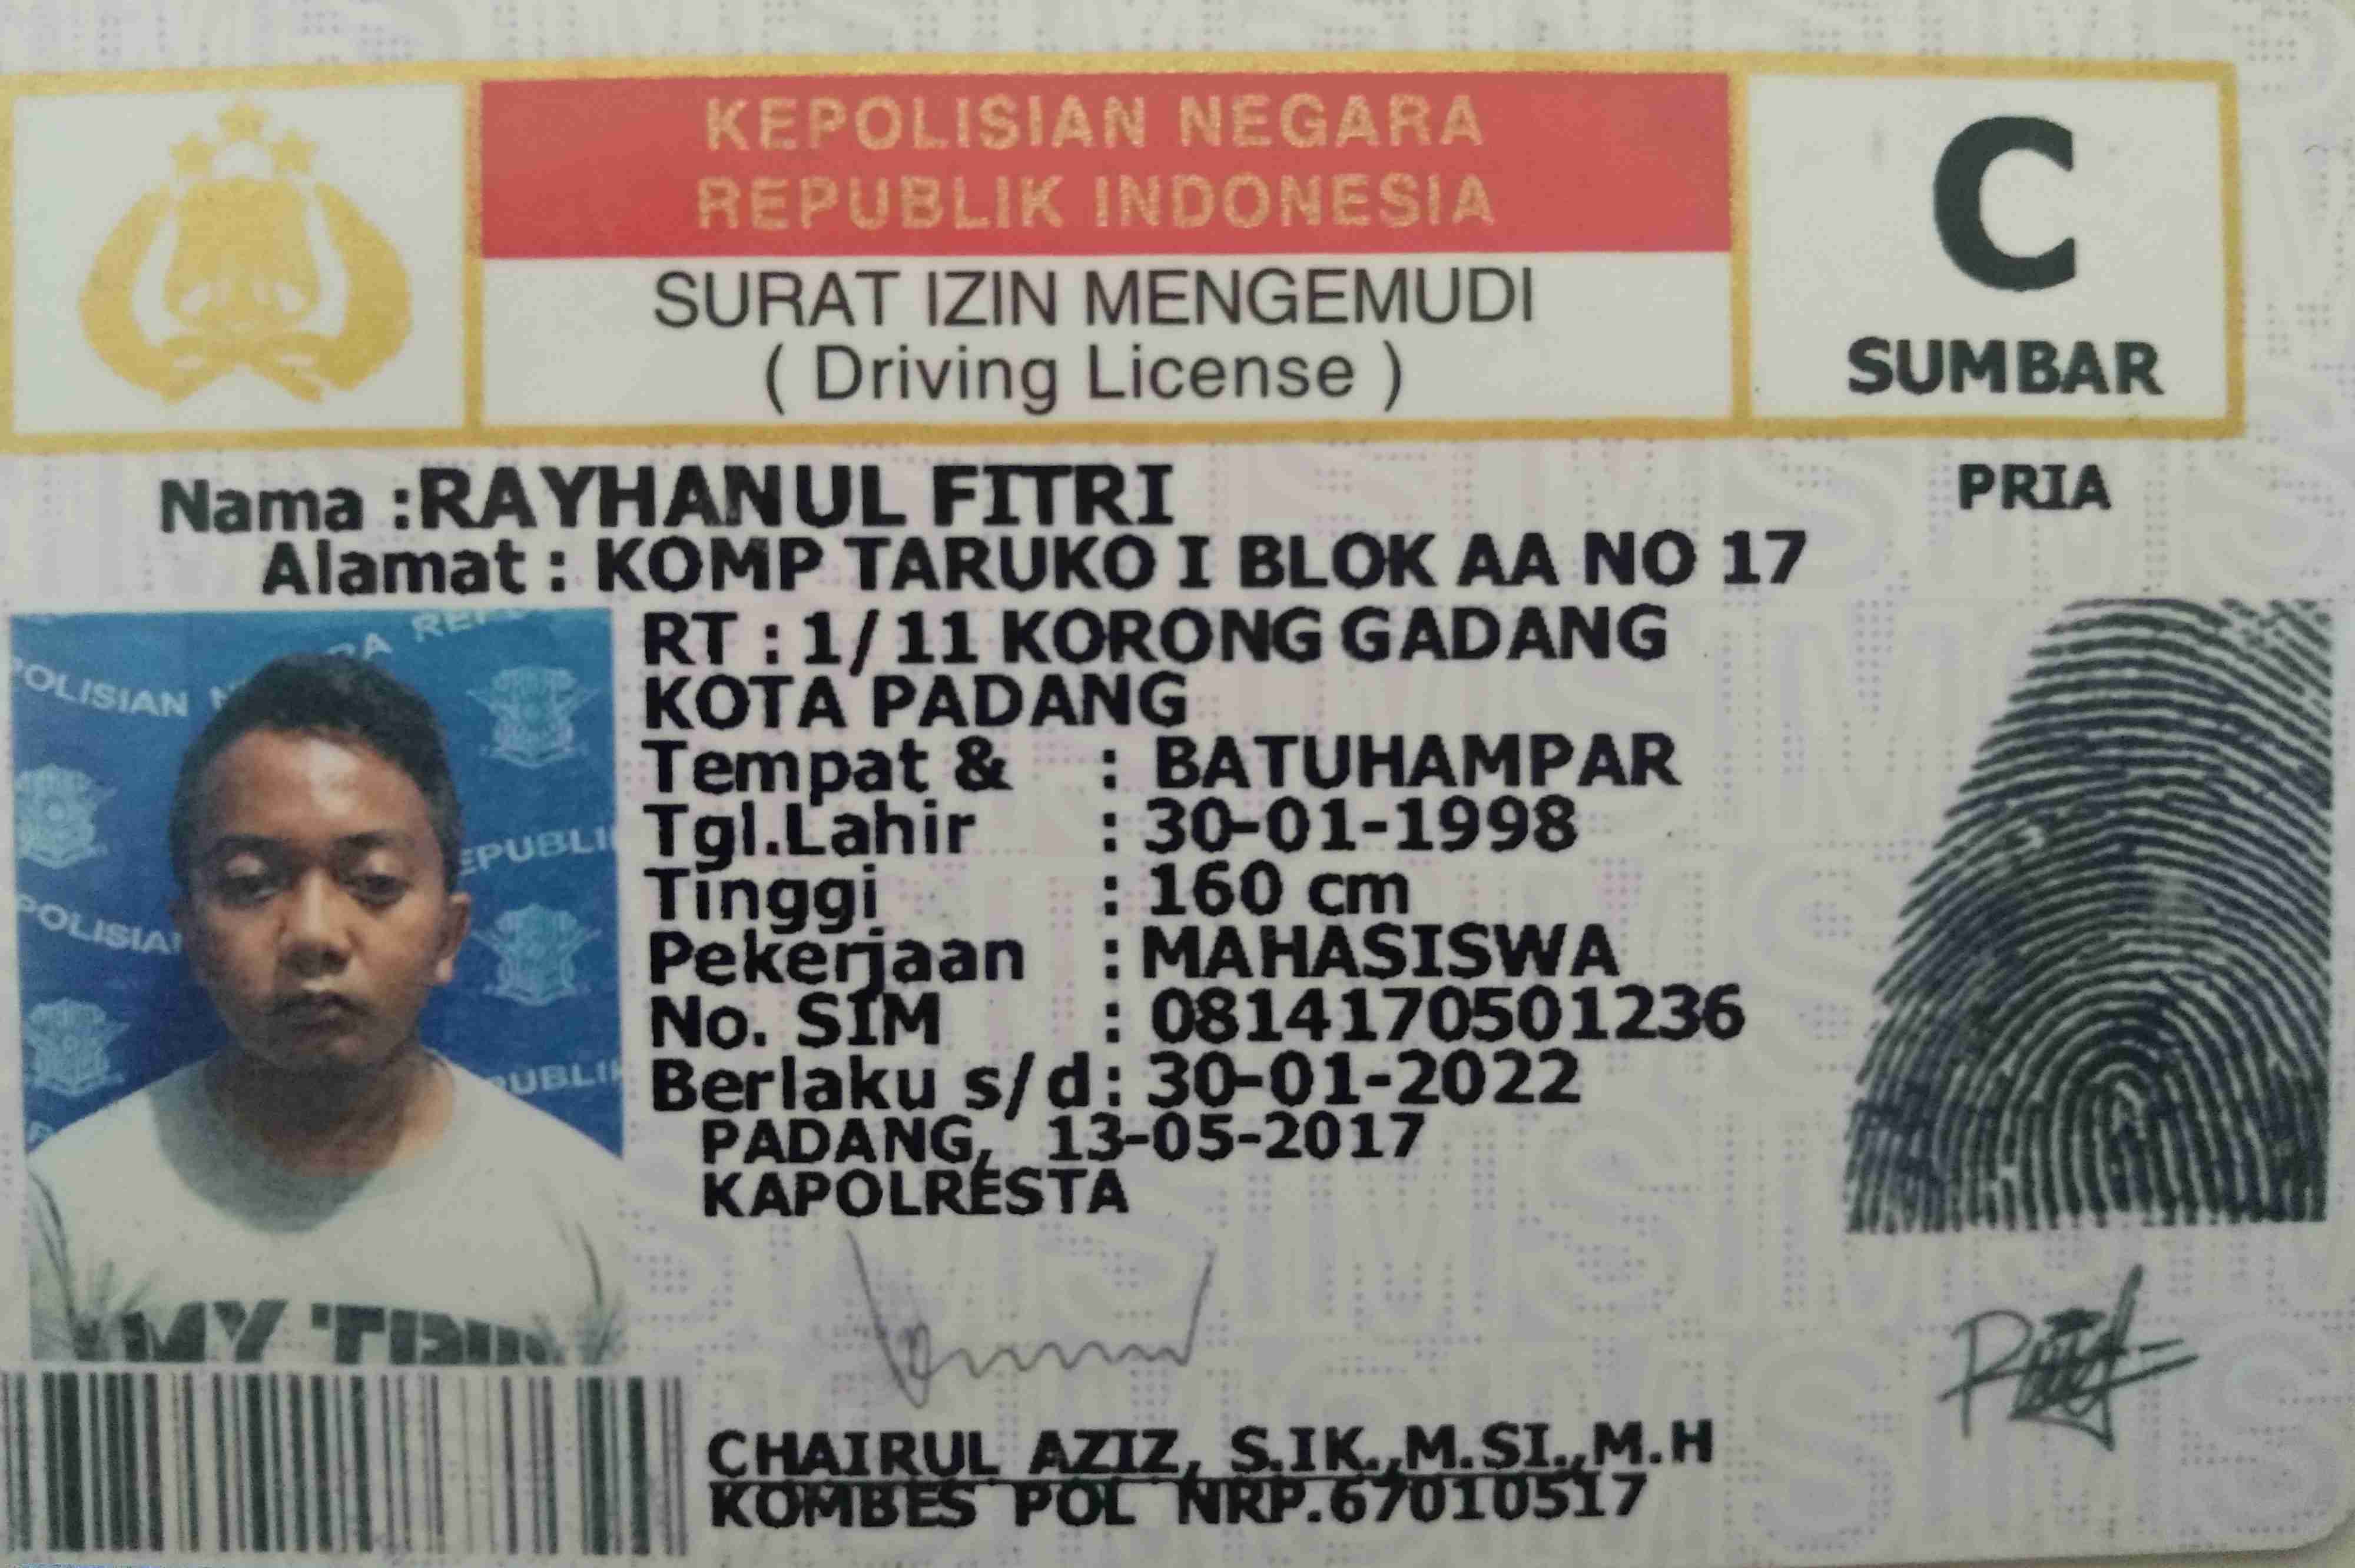 KEPOLISIAN NEGARA
REPUBLIK INDONESIA
SURAT IZIN MENGEMUDI
( Driving License )
C
SUMBAR
Nama :RAYHANUL FITRI
PRIA
Alamat : KOMP TARUKO I BLOK AA NO 17
RT : 1/ 11 KORONG GADANG
KOTA PADANG
Tempat & : BATUHAMPAR
Tgl.Lahir : 30-01-1998
Tinggi : 160 cm
Pekerjaan : MAHASISWA
No. SIM : 0814170501236
Berlaku s/d : 30-01-2022
PADANG, 13-05-2017
KAPOLRESTA
CHAIRUL AZIZ, S.IK.,M.SI.,M.H
KOMBES POL NRP.67010517